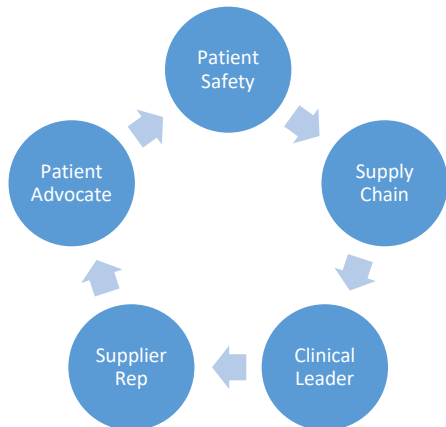 Patient
Safety
Supply
Chain
Clinical
Leader
Supplier
Rep
Patient
Advocate